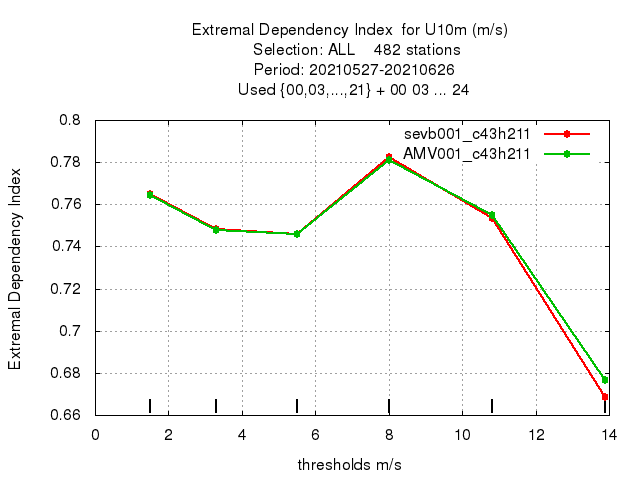 Extremal Dependency Index  for U10m (m/s)
Selection: ALL    482 stations
Period: 20210527-20210626
Used {00,03,...,21} + 00 03 ... 24
0.8
0.78
0.76
0.74
0.72
0.7
0.68
0.66
Extremal Dependency Index
sevb001_c43h211
AMV001_c43h211
0 2 4 6 8 10 12 14
thresholds m/s